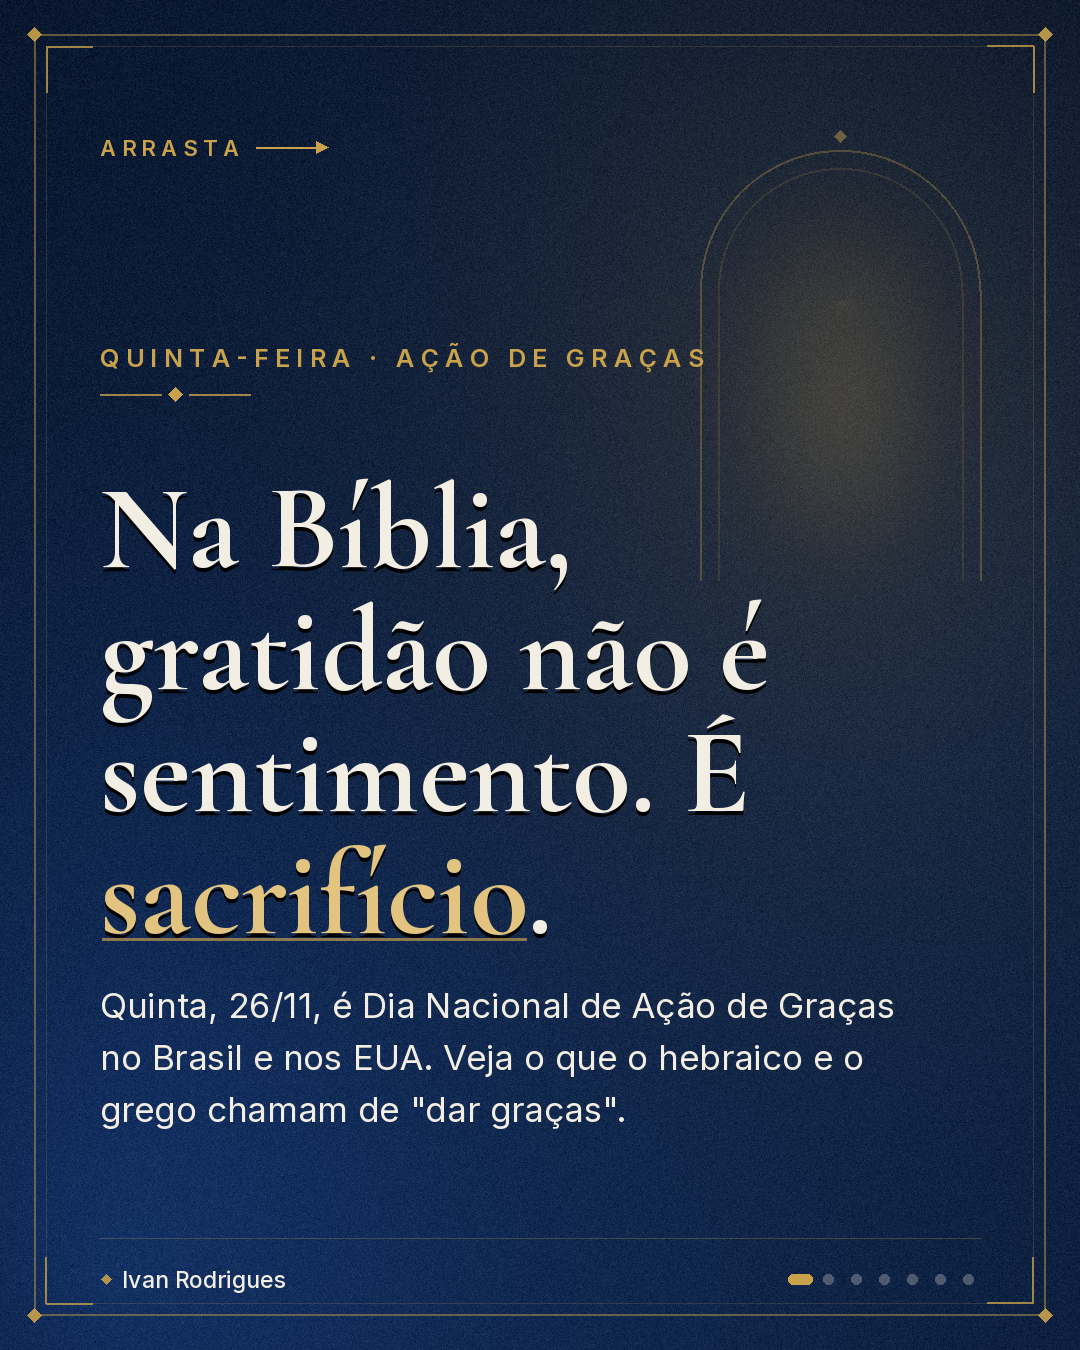 ARRASTA
QUINTA-FEIRA · AÇÃO DE GRAÇAS
Na Bíblia,
gratidão não é
sentimento. É
sacrifício.
Quinta, 26/11, é Dia Nacional de Ação de Graças
no Brasil e nos EUA. Veja o que o hebraico e o
grego chamam de "dar graças".
Ivan Rodrigues